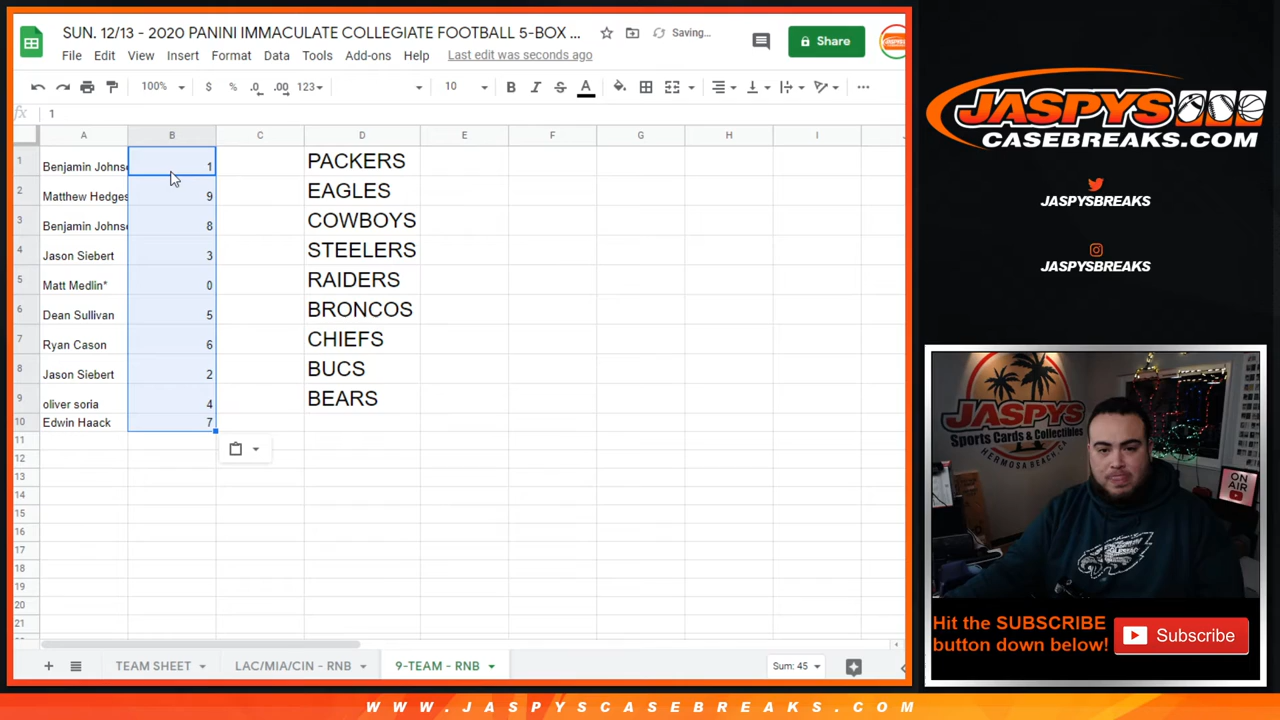 SUN. 12/13 - 2020 PANINI IMMACULATE COLLEGIATE FOOTBALL 5-BOX ...
Saving...
Share
File Edit View Insert Format Data Tools Add-ons Help Last edit was seconds ago
100% $ % .0 .00 123 10 B I S A
fx 1
A B C D E F G H I
1 Benjamin Johns 1 PACKERS
2 Matthew Hedges 9 EAGLES
3 Benjamin Johns 8 COWBOYS
4 Jason Siebert 3 STEELERS
5 Matt Medlin* 0 RAIDERS
6 Dean Sullivan 5 BRONCOS
7 Ryan Cason 6 CHIEFS
8 Jason Siebert 2 BUCS
9 oliver soria 4 BEARS
10 Edwin Haack 7
11
12
13
14
15
16
17
18
19
20
21
TEAM SHEET LAC/MIA/CIN - RNB 9-TEAM - RNB Sum: 45
JASPYS
CASEBREAKS.COM
JASPYSBREAKS
JASPYSBREAKS
JASPYS
Sports Cards & Collectibles
HERMOSA BEACH, CA
ON AIR
Hit the SUBSCRIBE
button down below!
Subscribe
WWW.JASPYSCASEBREAKS.COM